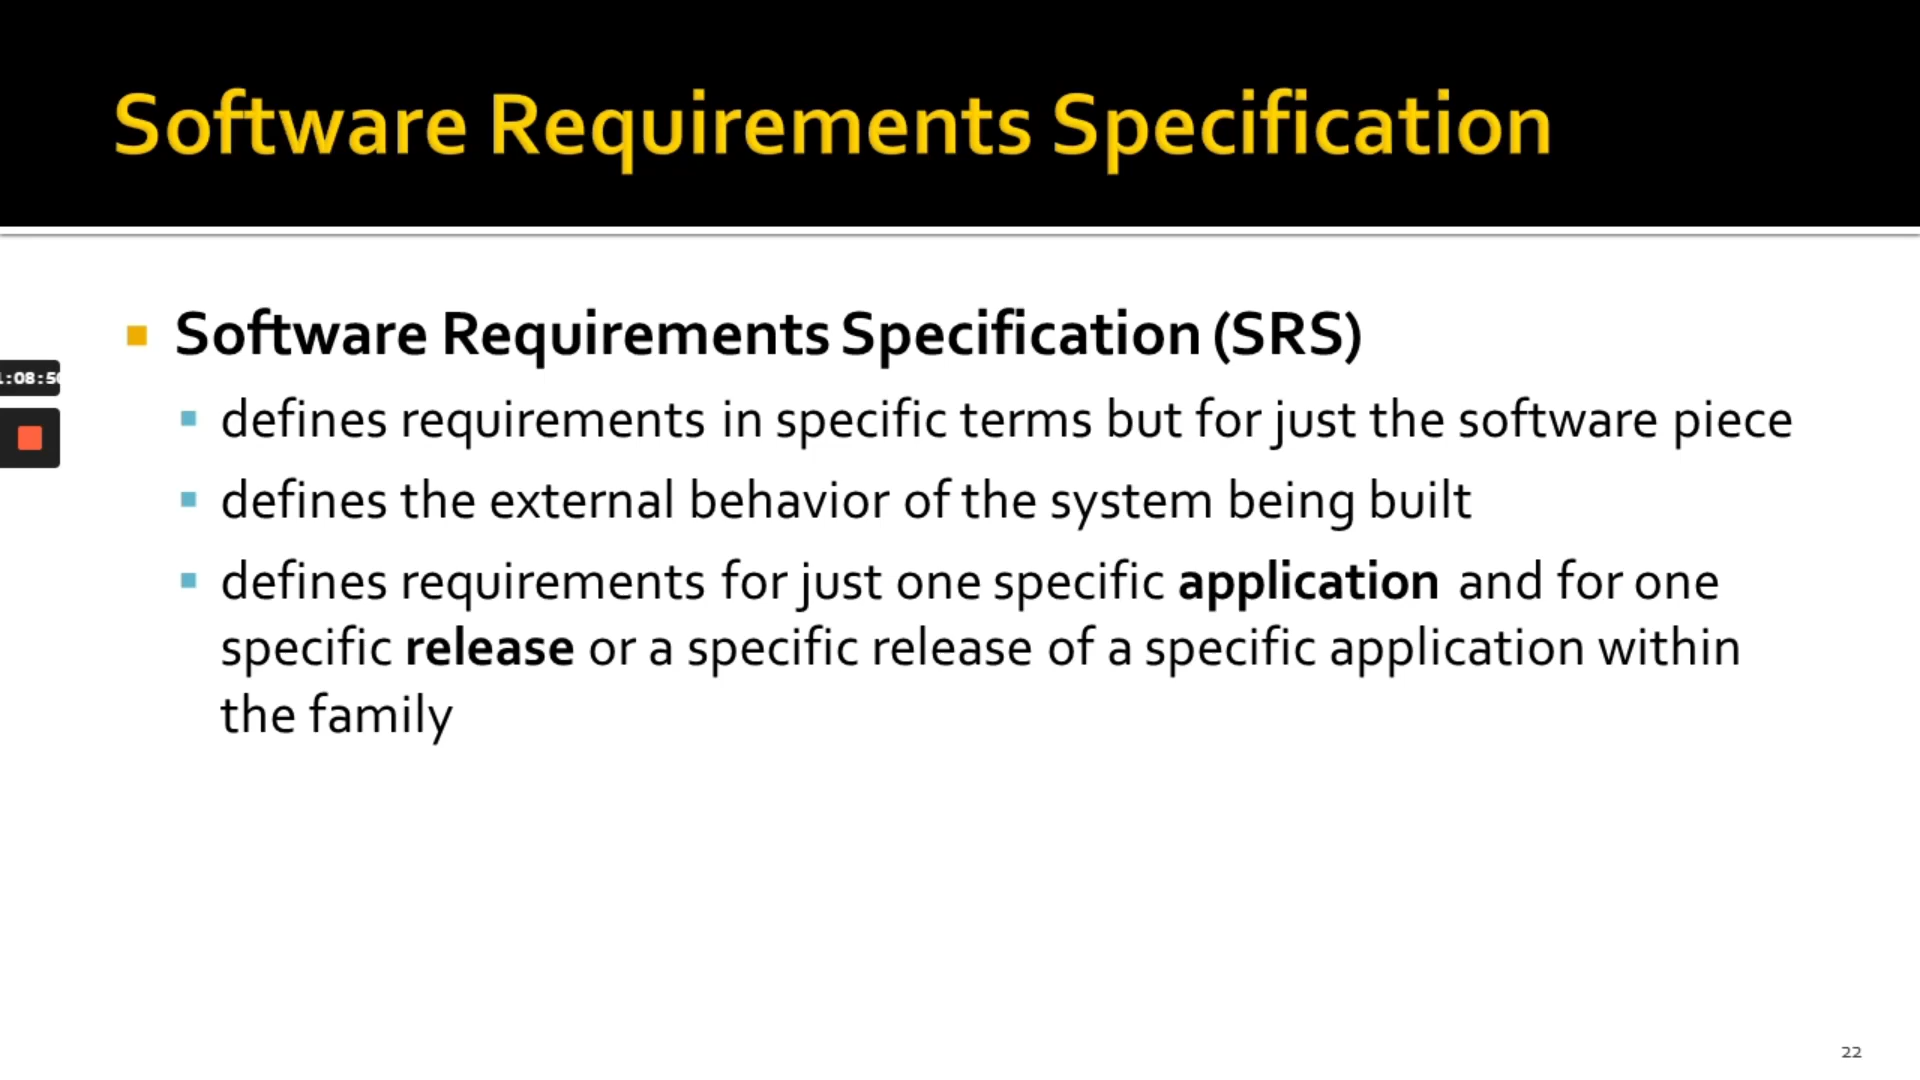 Software Requirements Specification
Software Requirements Specification (SRS)
defines requirements in specific terms but for just the software piece
defines the external behavior of the system being built
defines requirements for just one specific application and for one
specific release or a specific release of a specific application within
the family
22